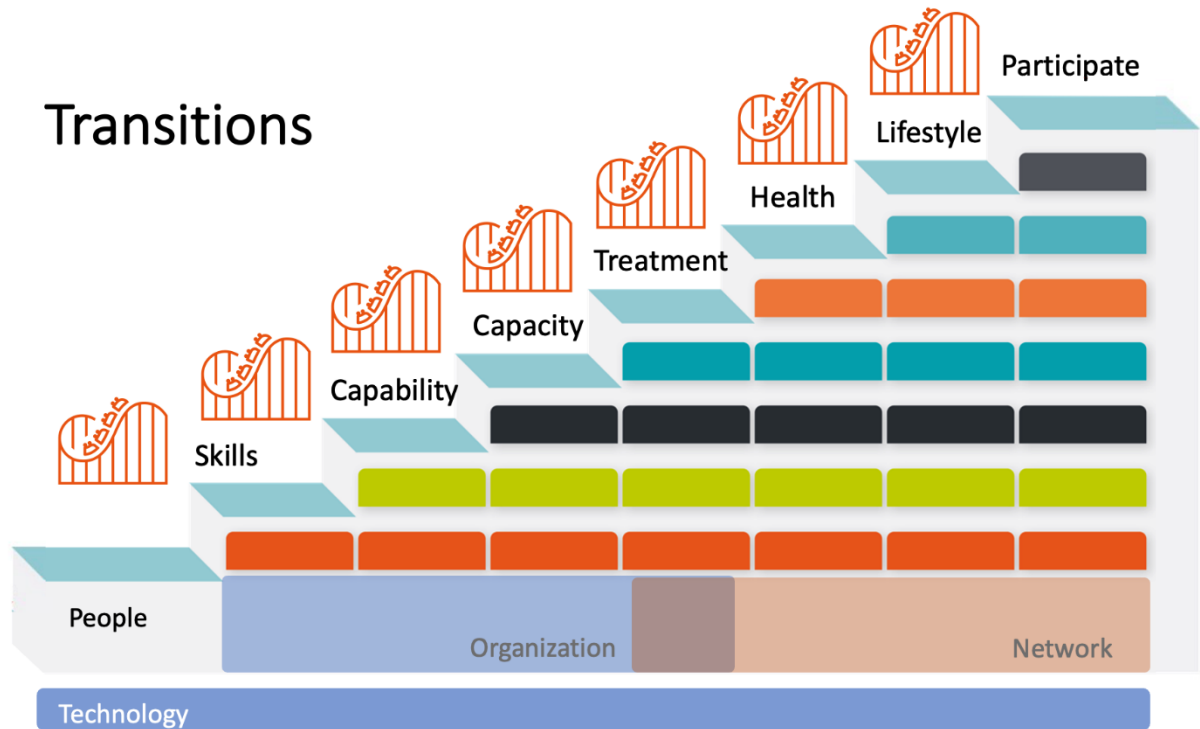 Transitions
Participate
Lifestyle
Health
Treatment
Capacity
Capability
Skills
People
Organization
Network
Technology